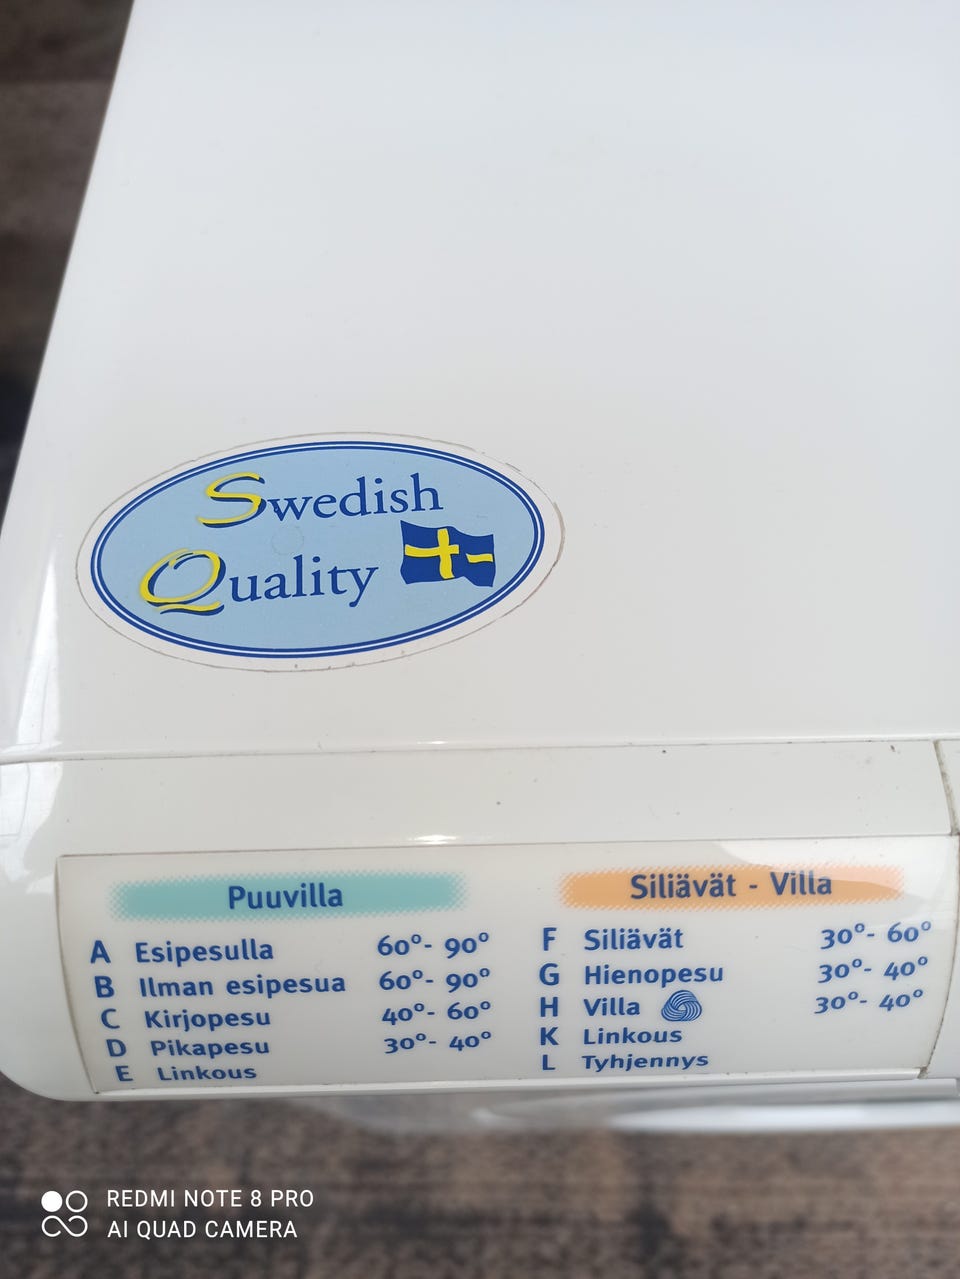 Swedish
Quality
Puuvilla
A Esipesulla 60°- 90°
B Ilman esipesua 60°- 90°
C Kirjopesu 40°- 60°
D Pikapesu 30°- 40°
E Linkous
Siliävät - Villa
F Siliävät 30°- 60°
G Hienopesu 30°- 40°
H Villa 30°- 40°
K Linkous
L Tyhjennys
REDMI NOTE 8 PRO
AI QUAD CAMERA